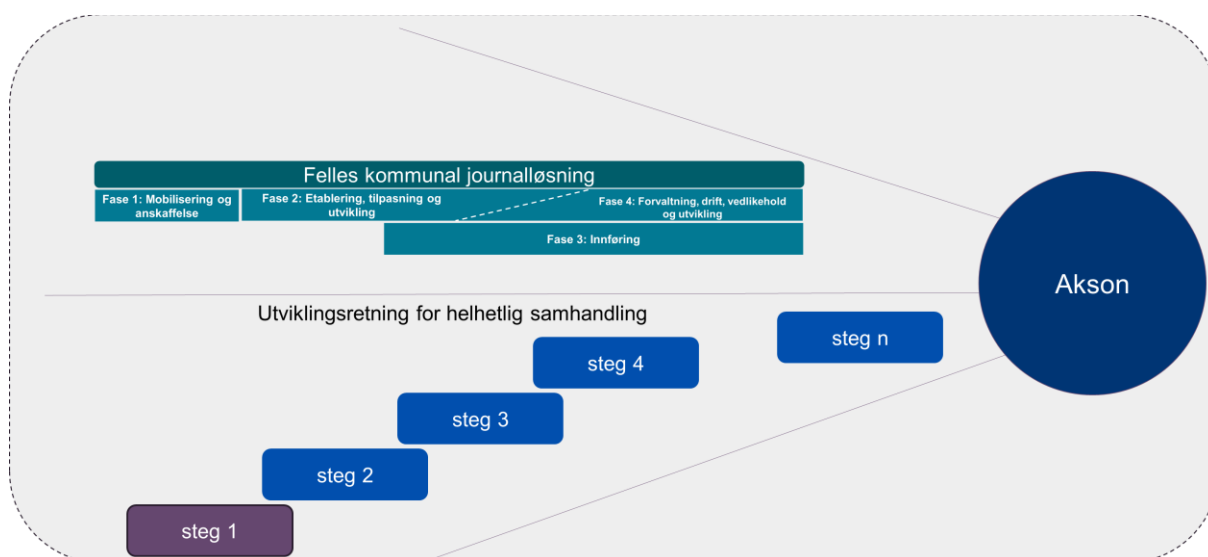 Felles kommunal journalløsning
Fase 1: Mobilisering og
anskaffelse
Fase 2: Etablering, tilpasning og
utvikling
Fase 4: Forvaltning, drift, vedlikehold
og utvikling
Fase 3: Innføring
Akson
Utviklingsretning for helhetlig samhandling
steg n
steg 4
steg 3
steg 2
steg 1